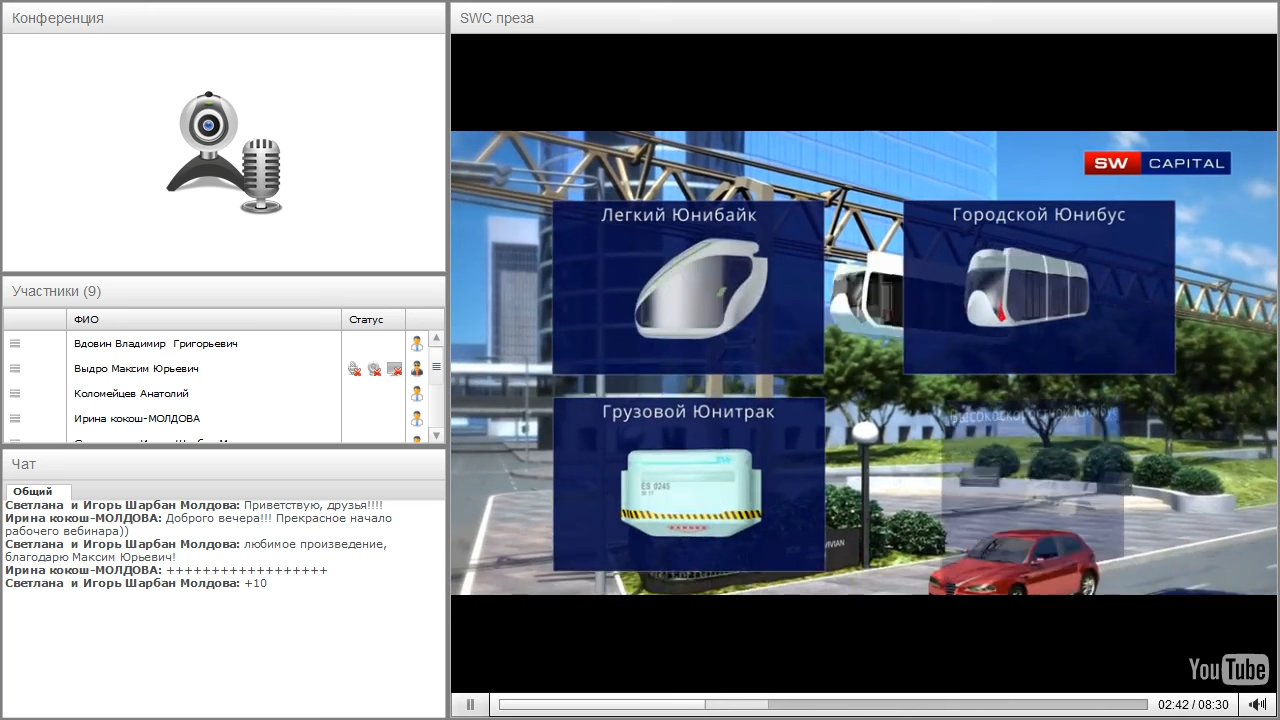 Конференция
SWC преза
SW CAPITAL
Легкий Юнибайк
Городской Юнибус
Грузовой Юнитрак
ES 0245
VIVIAN
Участники (9)
ФИО Статус
Вдовин Владимир Григорьевич
Выдро Максим Юрьевич
Коломейцев Анатолий
Ирина кокош-МОЛДОВА
Чат
Общий
Светлана и Игорь Шарбан Молдова: Приветствую, друзья!!!!
Ирина кокош-МОЛДОВА: Доброго вечера!!! Прекрасное начало
рабочего вебинара))
Светлана и Игорь Шарбан Молдова: любимое произведение,
благодарю Максим Юрьевич!
Ирина кокош-МОЛДОВА: ++++++++++++++++++
Светлана и Игорь Шарбан Молдова: +10
YouTube
02:42 / 08:30